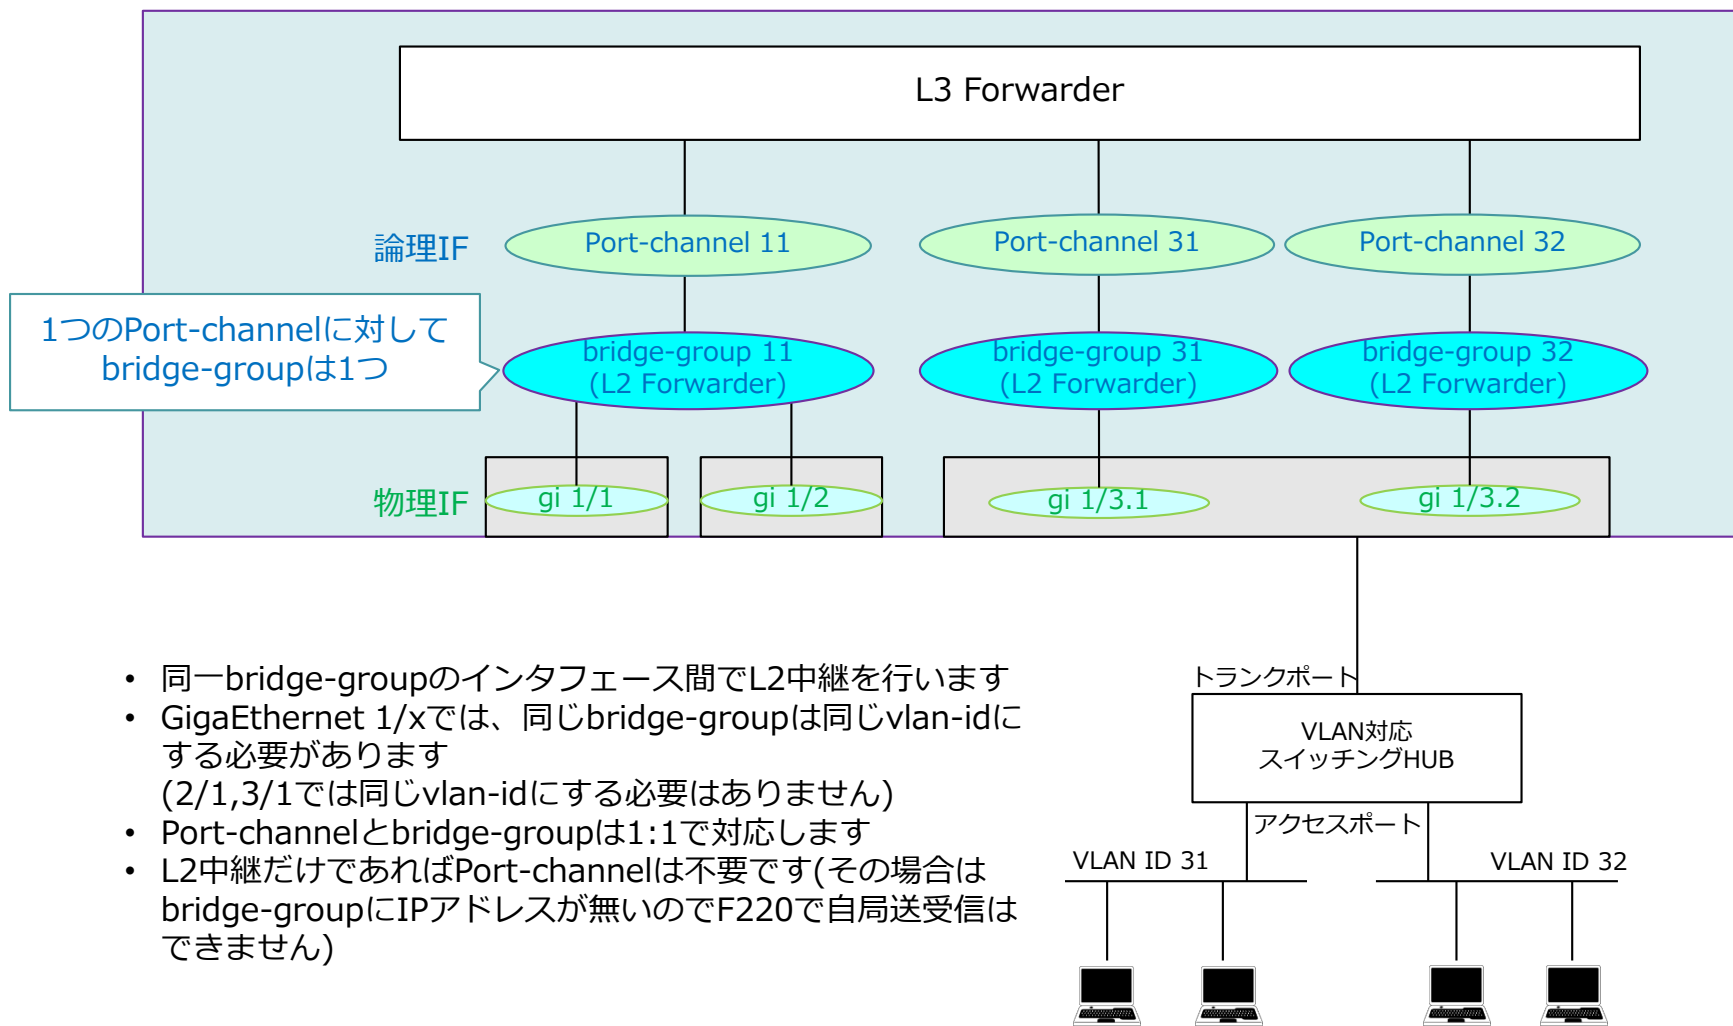 L3 Forwarder
論理IF
Port-channel 11
Port-channel 31
Port-channel 32
1つのPort-channelに対して
bridge-groupは1つ
bridge-group 11
(L2 Forwarder)
bridge-group 31
(L2 Forwarder)
bridge-group 32
(L2 Forwarder)
物理IF
gi 1/1
gi 1/2
gi 1/3.1
gi 1/3.2
• 同一bridge-groupのインタフェース間でL2中継を行います
• GigaEthernet 1/xでは、同じbridge-groupは同じvlan-idに
する必要があります
(2/1,3/1では同じvlan-idにする必要はありません)
• Port-channelとbridge-groupは1:1で対応します
• L2中継だけであればPort-channelは不要です(その場合は
bridge-groupにIPアドレスが無いのでF220で自局送受信は
できません)
トランクポート
VLAN対応
スイッチングHUB
アクセスポート
VLAN ID 31
VLAN ID 32